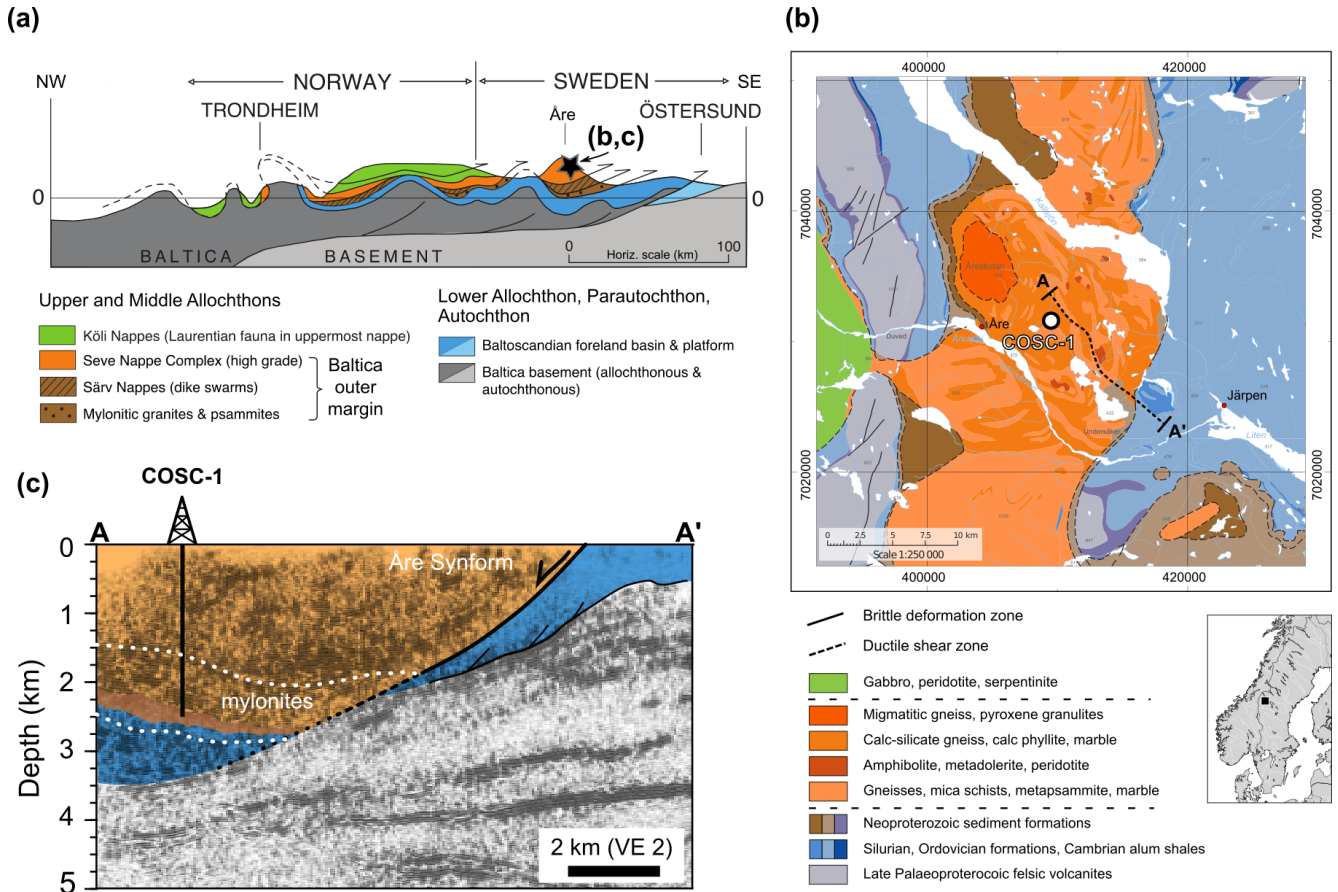 (a)
NW
NORWAY
SWEDEN
SE
TRONDHEIM
Åre
ÖSTERSUND
(b,c)
0
0
BALTICA
BASEMENT
0
100
Horiz. scale (km)
Upper and Middle Allochthons
Köli Nappes (Laurentian fauna in uppermost nappe)
Seve Nappe Complex (high grade)
Särv Nappes (dike swarms)
Mylonitic granites & psammites
Baltica
outer
margin
Lower Allochthon, Parautochthon,
Autochthon
Baltoscandian foreland basin & platform
Baltica basement (allochthonous &
autochthonous)
(b)
400000
420000
7040000
7040000
Kallsjön
Åreskutan
A
Åre
COSC-1
Duved
Järpen
Undersåker
A'
Liten
7020000
7020000
0
2.5
5
7.5
10 km
Scale 1:250 000
400000
420000
Brittle deformation zone
Ductile shear zone
Gabbro, peridotite, serpentinite
Migmatitic gneiss, pyroxene granulites
Calc-silicate gneiss, calc phyllite, marble
Amphibolite, metadolerite, peridotite
Gneisses, mica schists, metapsammite, marble
Neoproterozoic sediment formations
Silurian, Ordovician formations, Cambrian alum shales
Late Palaeoproterocoic felsic volcanites
(c)
COSC-1
A
A'
0
Åre Synform
1
2
mylonites
3
4
5
Depth (km)
2 km (VE 2)